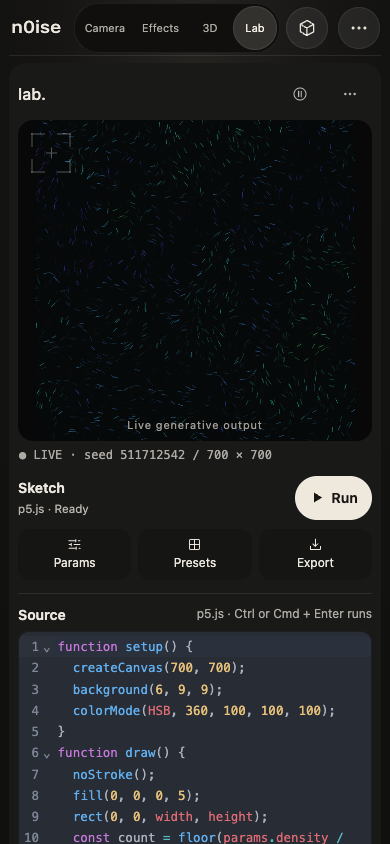 n0ise Camera Effects 3D Lab
lab.
Live generative output
LIVE · seed 511712542 / 700 × 700
Sketch
p5.js · Ready
Run
Params Presets Export
Source p5.js · Ctrl or Cmd + Enter runs
1 function setup() {
2 createCanvas(700, 700);
3 background(6, 9, 9);
4 colorMode(HSB, 360, 100, 100, 100);
5 }
6 function draw() {
7 noStroke();
8 fill(0, 0, 0, 5);
9 rect(0, 0, width, height);
10 const count = floor(params.density /